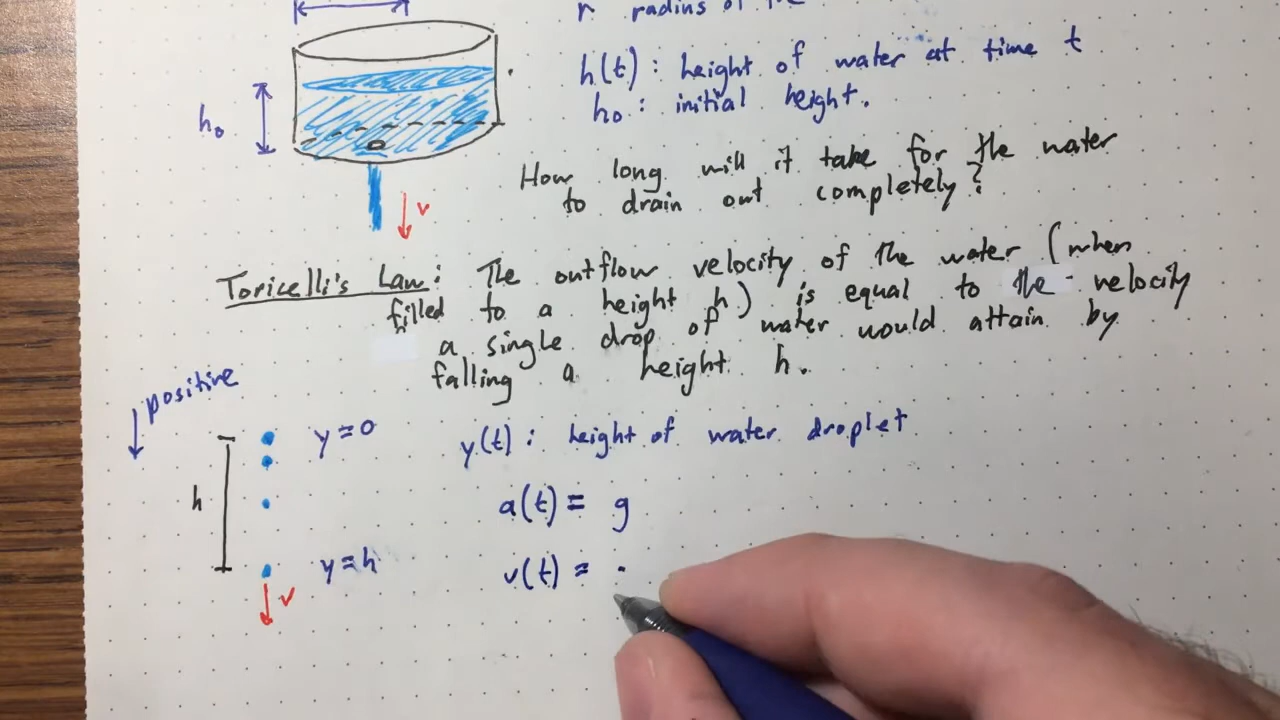 r radius of the
h(t): height of water at time t
h₀: initial height.
h₀
How long will it take for the water
to drain out completely?
v
Toricelli's Law: The outflow velocity of the water (when
filled to a height h) is equal to the velocity
a single drop of water would attain by
falling a height h.
positive
y=0
y(t): height of water droplet
h
a(t) = g
y=h
v(t) =
v